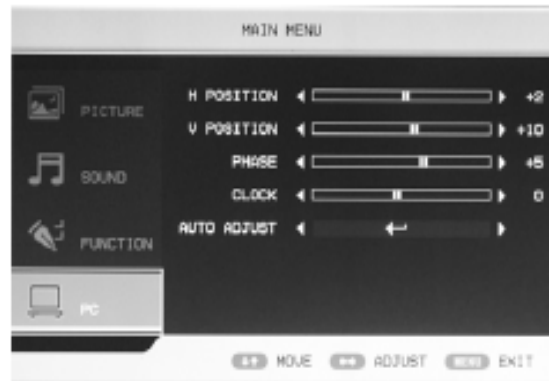 MAIN MENU
PICTURE
SOUND
FUNCTION
PC
H POSITION +2
V POSITION +10
PHASE +5
CLOCK 0
AUTO ADJUST
MOVE ADJUST MENU EXIT